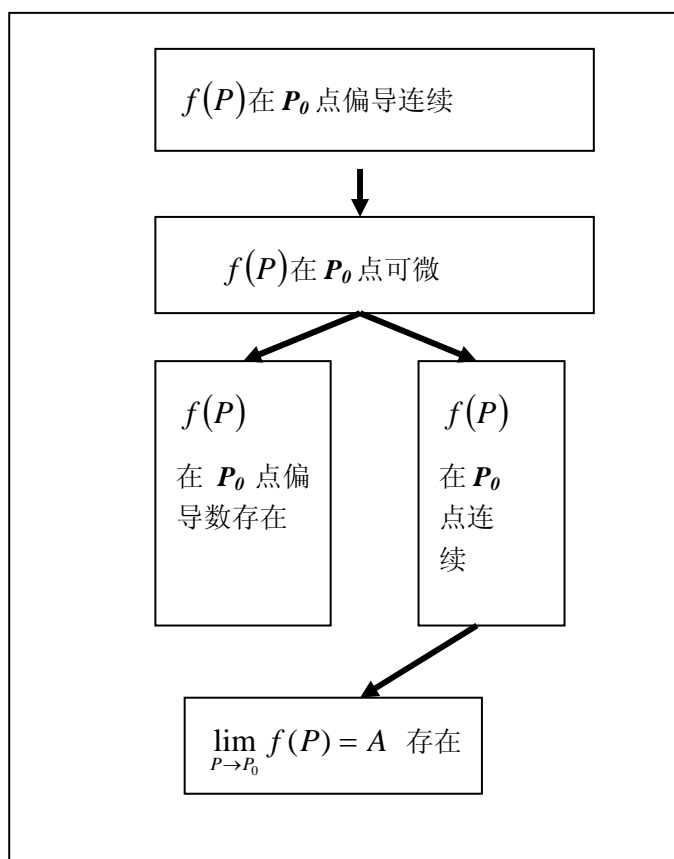 f(P)在 P₀ 点偏导连续
f(P)在 P₀ 点可微
f(P)
在 P₀ 点偏
导数存在
f(P)
在 P₀
点连
续
lim f(P) = A 存在
P→P₀